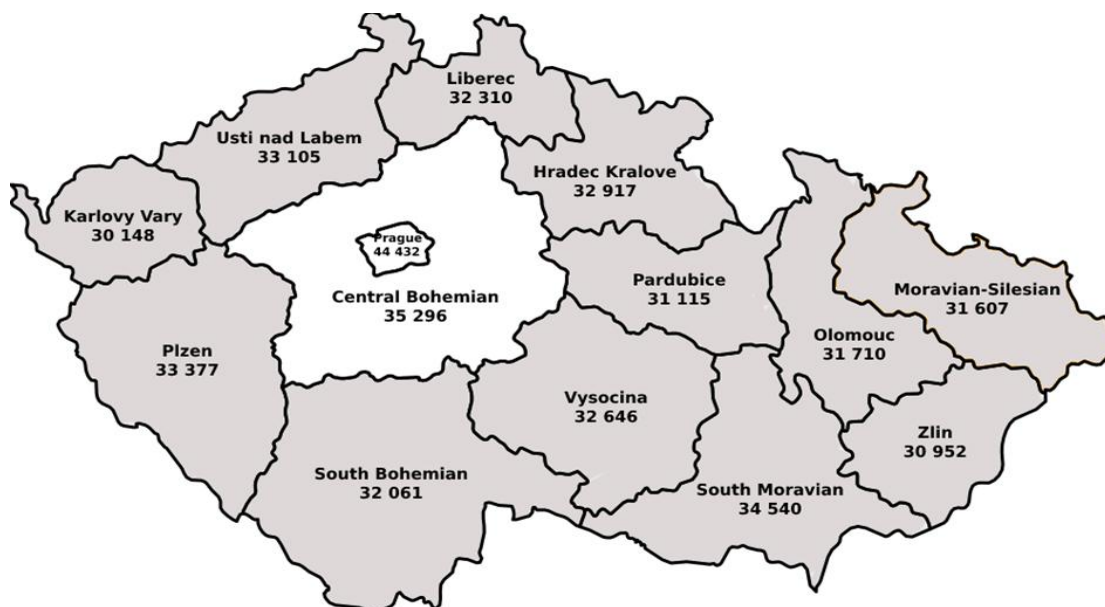 Liberec
32 310
Usti nad Labem
33 105
Hradec Kralove
32 917
Karlovy Vary
30 148
Prague
44 432
Central Bohemian
35 296
Pardubice
31 115
Moravian-Silesian
31 607
Olomouc
31 710
Plzen
33 377
Vysocina
32 646
Zlin
30 952
South Bohemian
32 061
South Moravian
34 540